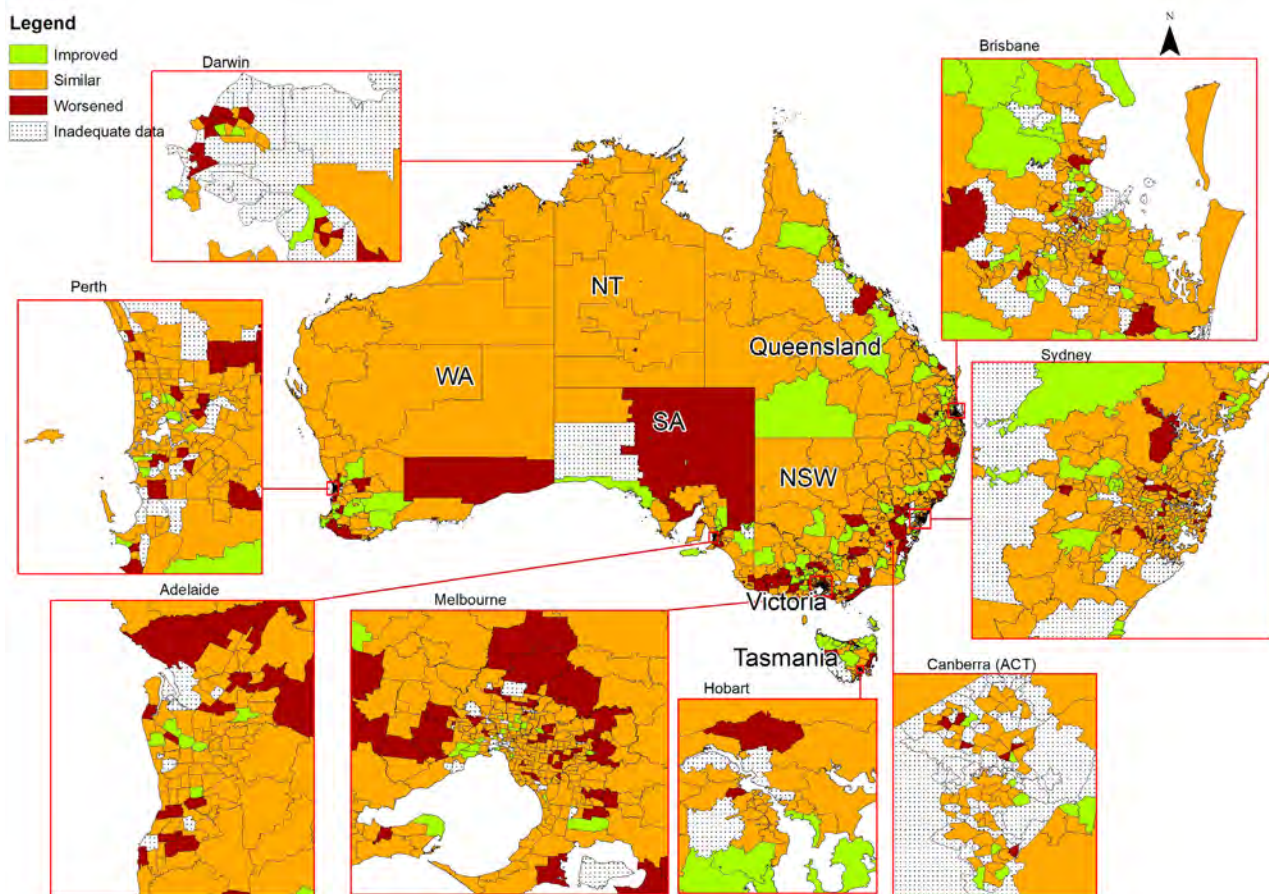 Legend
Improved
Similar
Worsened
Inadequate data
Darwin
N
Brisbane
Perth
NT
Queensland
WA
SA
Sydney
NSW
Adelaide
Melbourne
Victoria
Tasmania
Canberra (ACT)
Hobart